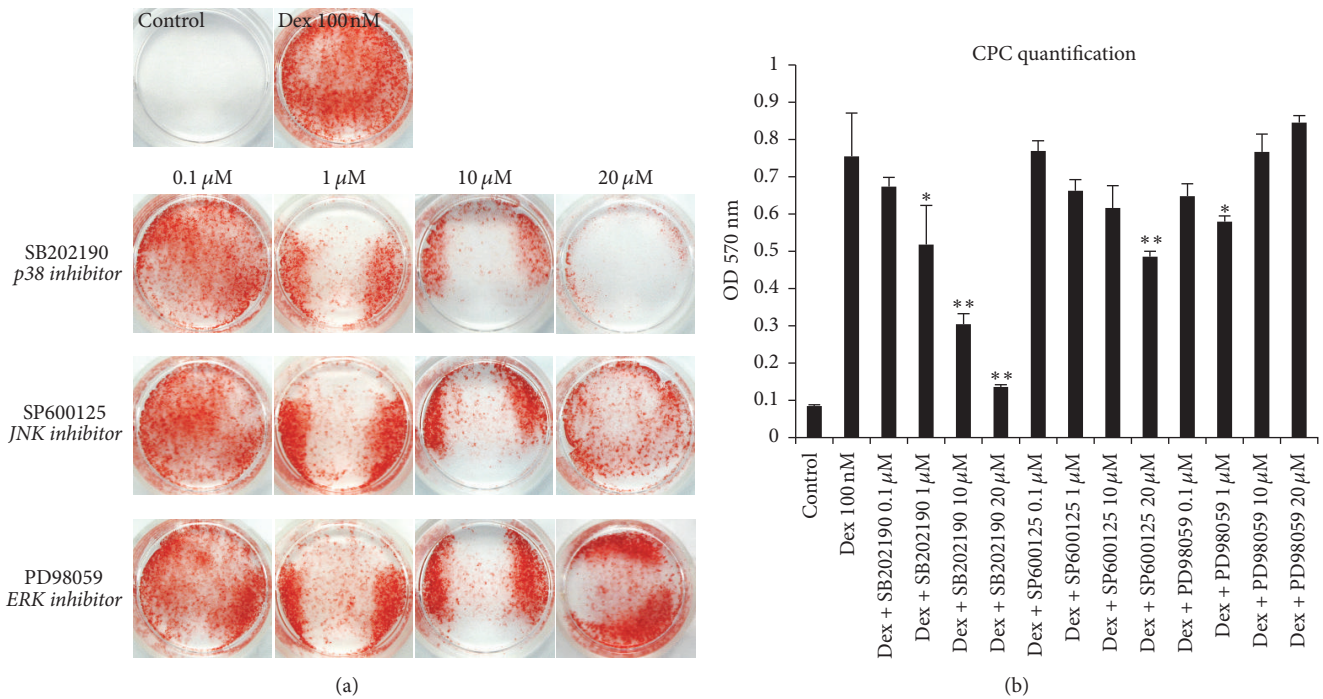 Control
Dex 100 nM
0.1 μM
1 μM
10 μM
20 μM
SB202190
p38 inhibitor
SP600125
JNK inhibitor
PD98059
ERK inhibitor
(a)
CPC quantification
OD 570 nm
1
0.9
0.8
0.7
0.6
0.5
0.4
0.3
0.2
0.1
0
*
**
**
**
*
Control
Dex 100 nM
Dex + SB202190 0.1 μM
Dex + SB202190 1 μM
Dex + SB202190 10 μM
Dex + SB202190 20 μM
Dex + SP600125 0.1 μM
Dex + SP600125 1 μM
Dex + SP600125 10 μM
Dex + SP600125 20 μM
Dex + PD98059 0.1 μM
Dex + PD98059 1 μM
Dex + PD98059 10 μM
Dex + PD98059 20 μM
(b)